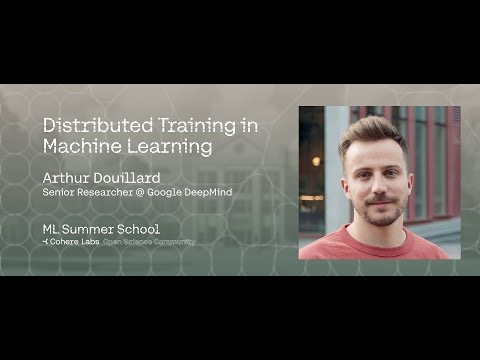 Distributed Training in
Machine Learning
Arthur Douillard
Senior Researcher @ Google DeepMind
ML Summer School
Cohere Labs Open Science Community